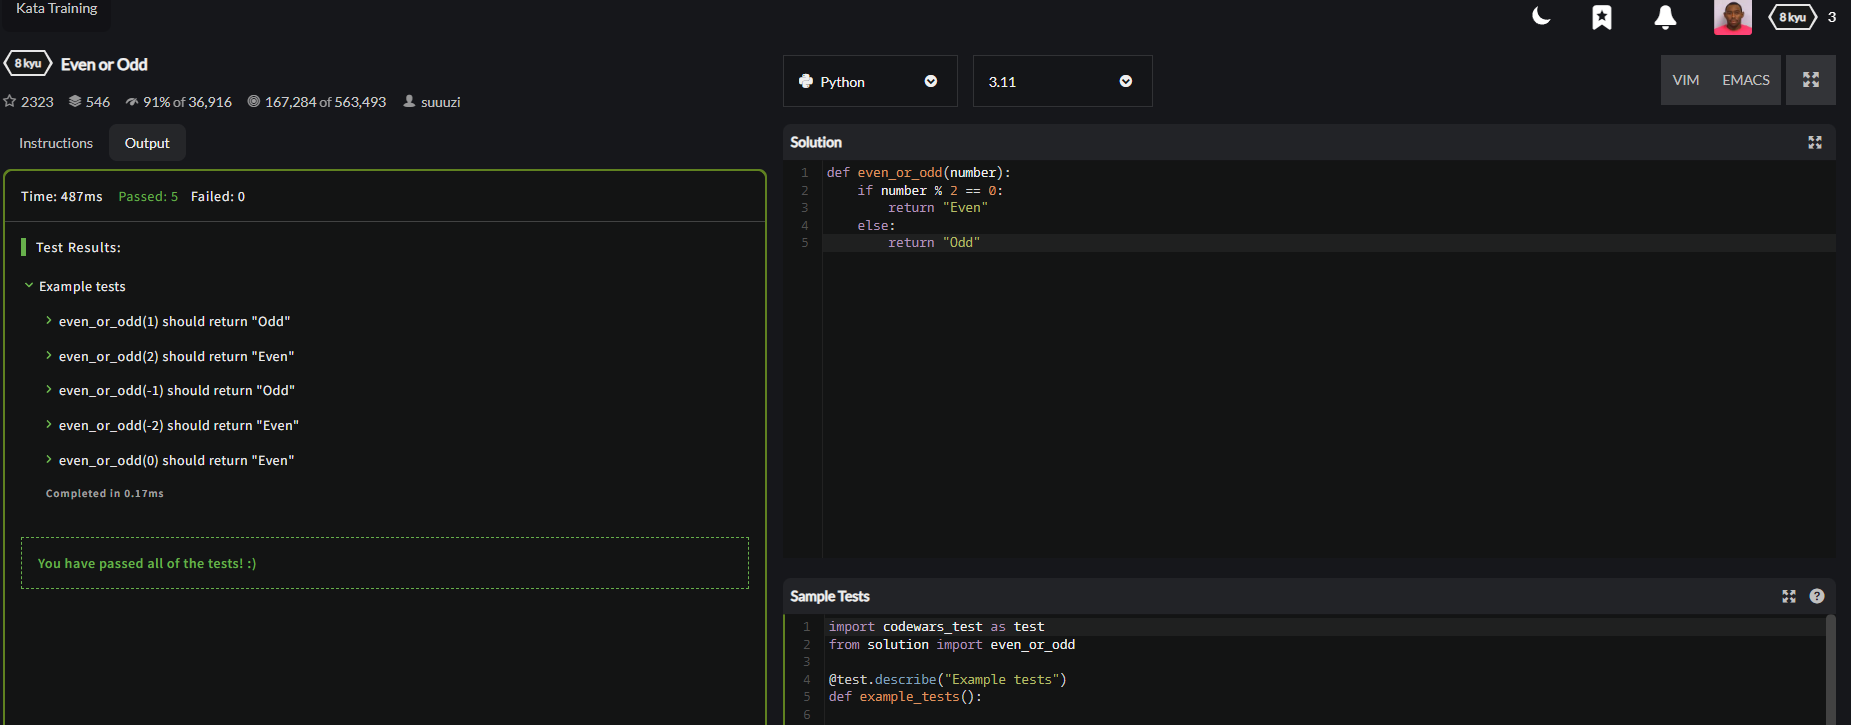 Kata Training
8 kyu 3
8 kyu Even or Odd
2323 546 91% of 36,916 167,284 of 563,493 suuuzi
Instructions Output
Time: 487ms Passed: 5 Failed: 0
Test Results:
Example tests
even_or_odd(1) should return "Odd"
even_or_odd(2) should return "Even"
even_or_odd(-1) should return "Odd"
even_or_odd(-2) should return "Even"
even_or_odd(0) should return "Even"
Completed in 0.17ms
You have passed all of the tests! :)
Python 3.11 VIM EMACS
Solution
1 def even_or_odd(number):
2     if number % 2 == 0:
3         return "Even"
4     else:
5         return "Odd"
Sample Tests ?
1 import codewars_test as test
2 from solution import even_or_odd
3
4 @test.describe("Example tests")
5 def example_tests():
6